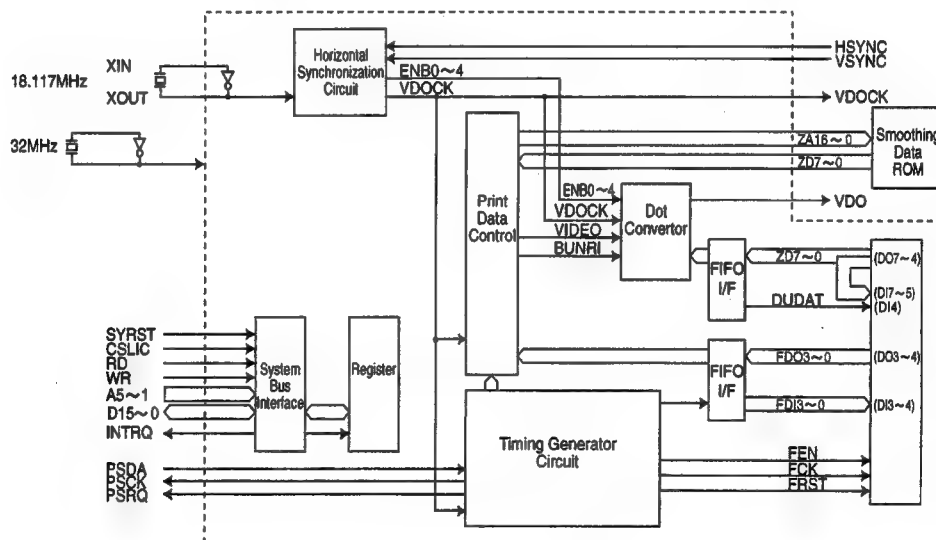 XIN
18.117MHz
XOUT
32MHz
Horizontal
Synchronization
Circuit
HSYNC
VSYNC
ENB0～4
VDOCK
VDOCK
ZA16～0
ZD7～0
Smoothing
Data
ROM
Print
Data
Control
ENB0～4
VDOCK
VIDEO
BUNRI
Dot
Convertor
VDO
FIFO
I/F
ZD7～0
DUDAT
(DO7～4)
(DI7～5)
(DI4)
SYRST
CSLIC
RD
WR
A5～1
D15～0
INTRQ
System
Bus
Interface
Register
FIFO
I/F
FDO3～0
FDI3～0
(DO3～4)
(DI3～4)
PSDA
PSCK
PSRQ
Timing Generator
Circuit
FEN
FCK
FRST